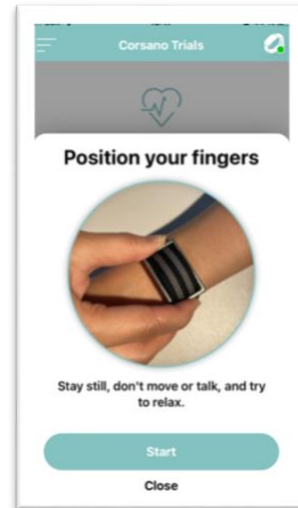 Corsano Trials
Position your fingers
Stay still, don't move or talk, and try
to relax.
Start
Close